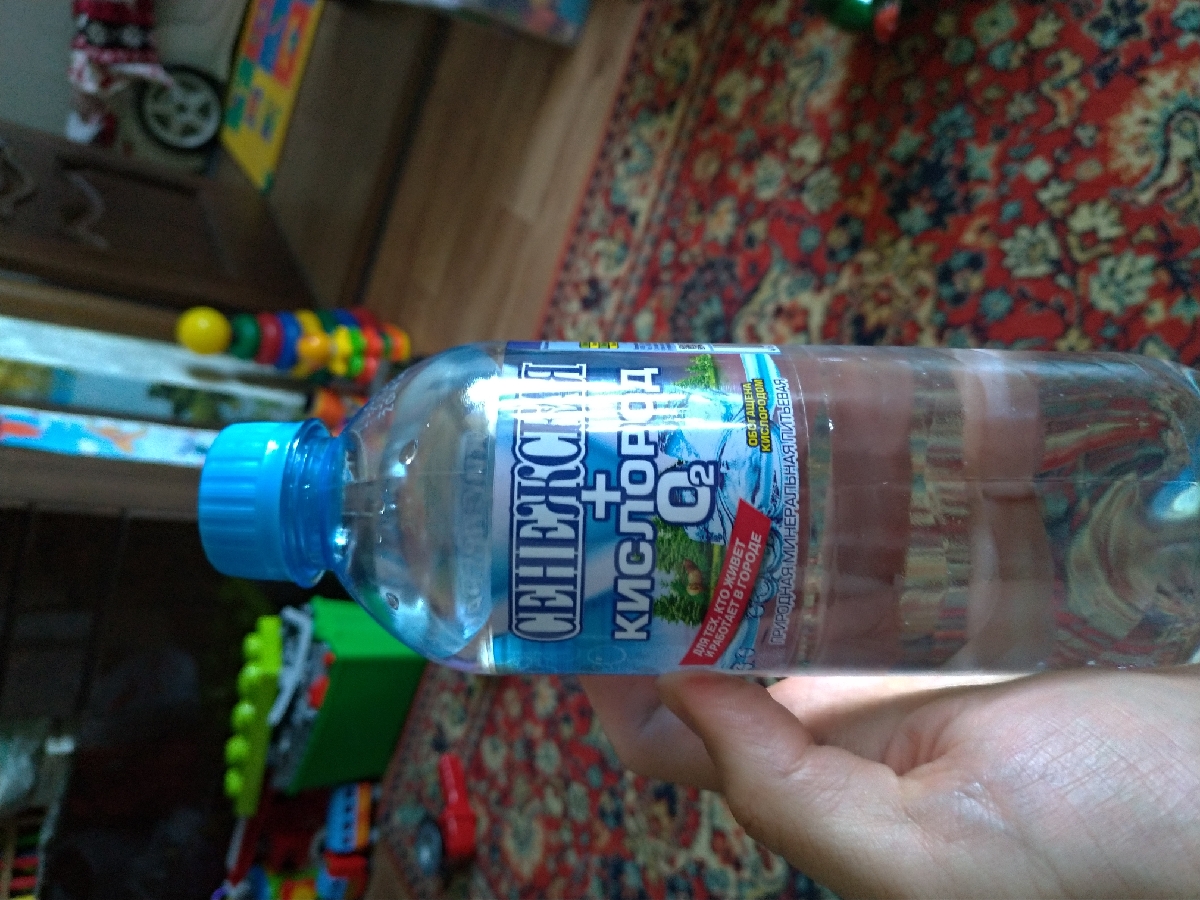 СЕНЕЖСКАЯ
+
КИСЛОРОД
O₂
ОБОГАЩЕНА
КИСЛОРОДОМ
ДЛЯ ТЕХ, КТО ЖИВЕТ
И РАБОТАЕТ В ГОРОДЕ
ПРИРОДНАЯ МИНЕРАЛЬНАЯ ПИТЬЕВАЯ